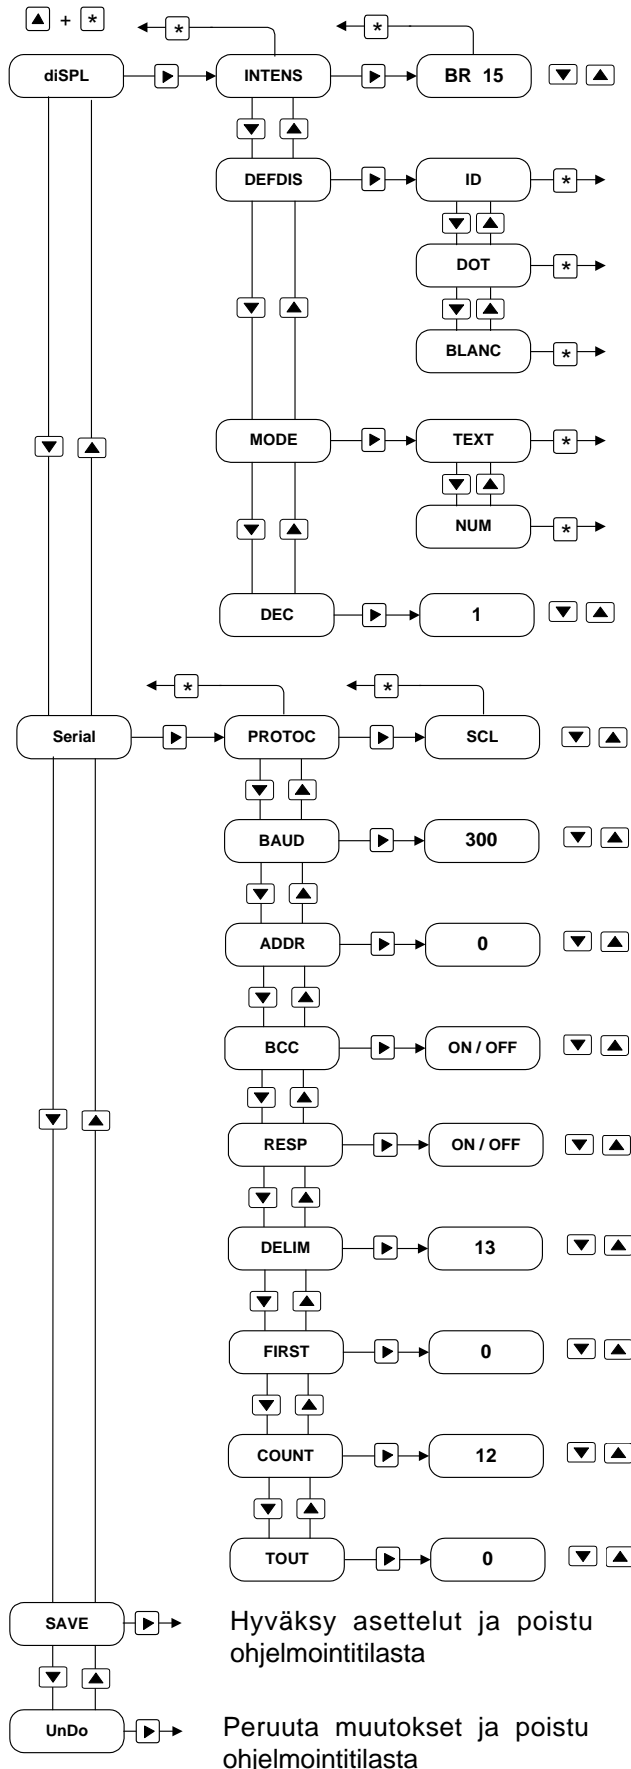 ▲ + *
* *
diSPL ▶ INTENS ▶ BR 15 ▼ ▲
▼ ▲
DEFDIS ▶ ID *
▼ ▲
DOT *
▼ ▲ ▼ ▲
BLANC *
▼ ▲ MODE ▶ TEXT *
▼ ▲
▼ ▲ NUM *
DEC ▶ 1 ▼ ▲
* *
Serial ▶ PROTOC ▶ SCL ▼ ▲
▼ ▲
BAUD ▶ 300 ▼ ▲
▼ ▲
ADDR ▶ 0 ▼ ▲
▼ ▲
BCC ▶ ON / OFF ▼ ▲
▼ ▲ ▼ ▲
RESP ▶ ON / OFF ▼ ▲
▼ ▲
DELIM ▶ 13 ▼ ▲
▼ ▲
FIRST ▶ 0 ▼ ▲
▼ ▲
COUNT ▶ 12 ▼ ▲
▼ ▲
TOUT ▶ 0 ▼ ▲
SAVE ▶ Hyväksy asettelut ja poistu
ohjelmointitilasta
▼ ▲
UnDo ▶ Peruuta muutokset ja poistu
ohjelmointitilasta